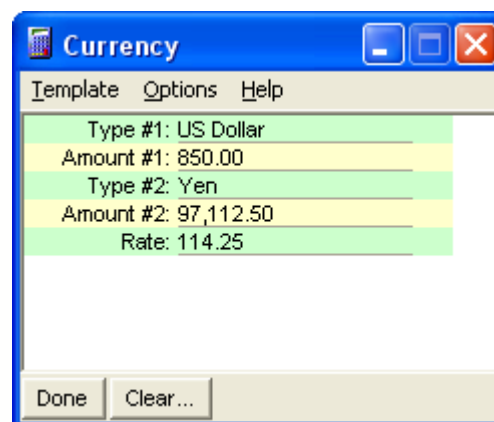 Currency
Template Options Help
Type #1: US Dollar
Amount #1: 850.00
Type #2: Yen
Amount #2: 97,112.50
Rate: 114.25
Done Clear...